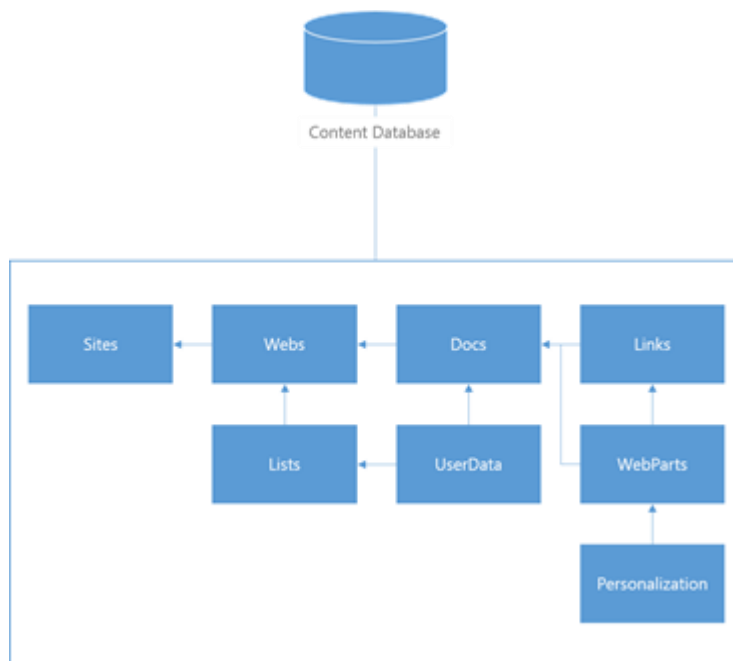 Content Database
Sites
Webs
Docs
Links
Lists
UserData
WebParts
Personalization